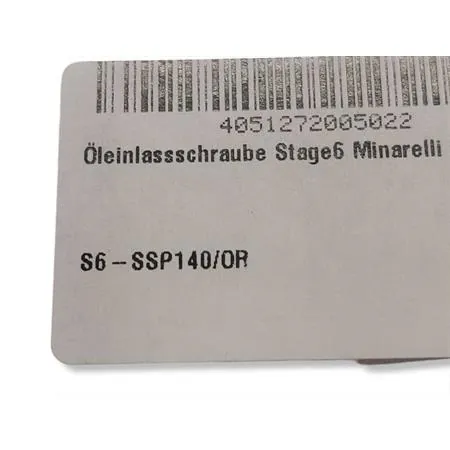 4051272005022
Öleinlassschraube Stage6 Minarelli
S6 – SSP140/OR